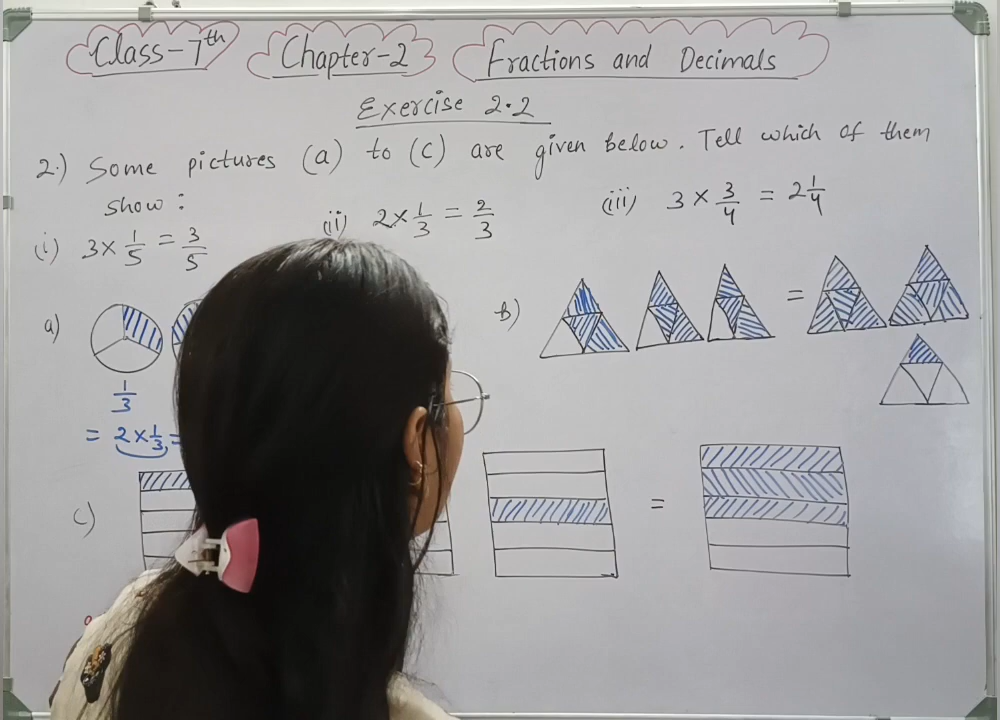 Class-7th Chapter-2 Fractions and Decimals
Exercise 2.2
2.) Some pictures (a) to (c) are given below. Tell which of them
show:
(i) 3 × 1/5 = 3/5 (ii) 2 × 1/3 = 2/3 (iii) 3 × 3/4 = 2 1/4
a) b)
1/3
= 2 × 1/3 =
c) =
=